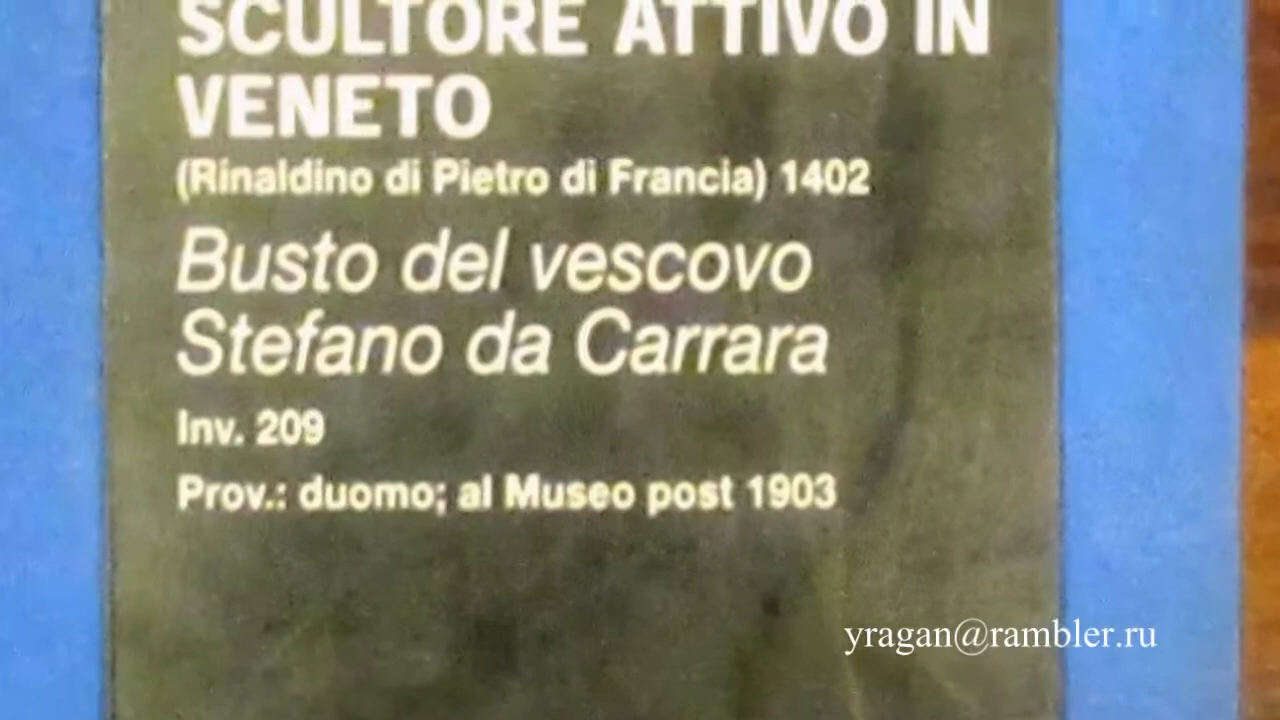 SCULTORE ATTIVO IN
VENETO
(Rinaldino di Pietro di Francia) 1402
Busto del vescovo
Stefano da Carrara
Inv. 209
Prov.: duomo; al Museo post 1903
yragan@rambler.ru